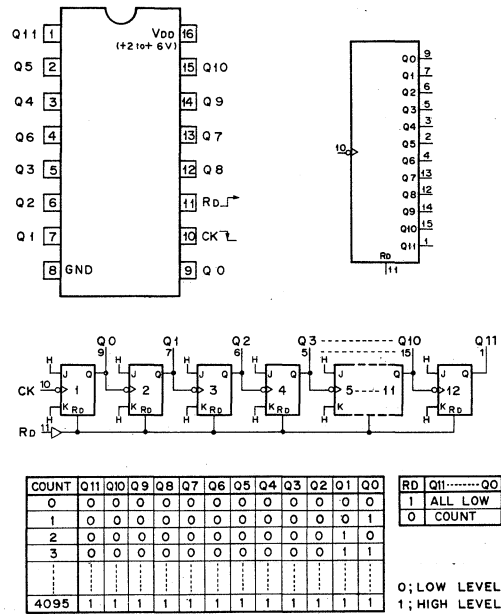 Q11 1 VDD 16
(+2 to + 6V)
Q5 2 15 Q10
Q4 3 14 Q9
Q6 4 13 Q7
Q3 5 12 Q8
Q2 6 11 RD
Q1 7 10 CK
8 GND 9 Q0
10
Q0 9
Q1 7
Q2 6
Q3 5
Q4 3
Q5 2
Q6 4
Q7 13
Q8 12
Q9 14
Q10 15
Q11 1
RD
11
Q0 Q1 Q2 Q3 ------- Q10 Q11
9 7 6 5 ------- 15 1
H H H H H H
J Q J Q J Q J Q J Q J Q
CK 10 1 2 3 4 5 ---- 11 12
K RD K RD K RD K RD K RD K RD
H H H H H H
RD 11
COUNT Q11 Q10 Q9 Q8 Q7 Q6 Q5 Q4 Q3 Q2 Q1 Q0
0 0 0 0 0 0 0 0 0 0 0 0 0
1 0 0 0 0 0 0 0 0 0 0 0 1
2 0 0 0 0 0 0 0 0 0 0 1 0
3 0 0 0 0 0 0 0 0 0 0 1 1
4095 1 1 1 1 1 1 1 1 1 1 1 1
RD Q11--------Q0
1 ALL LOW
0 COUNT
0; LOW LEVEL
1; HIGH LEVEL